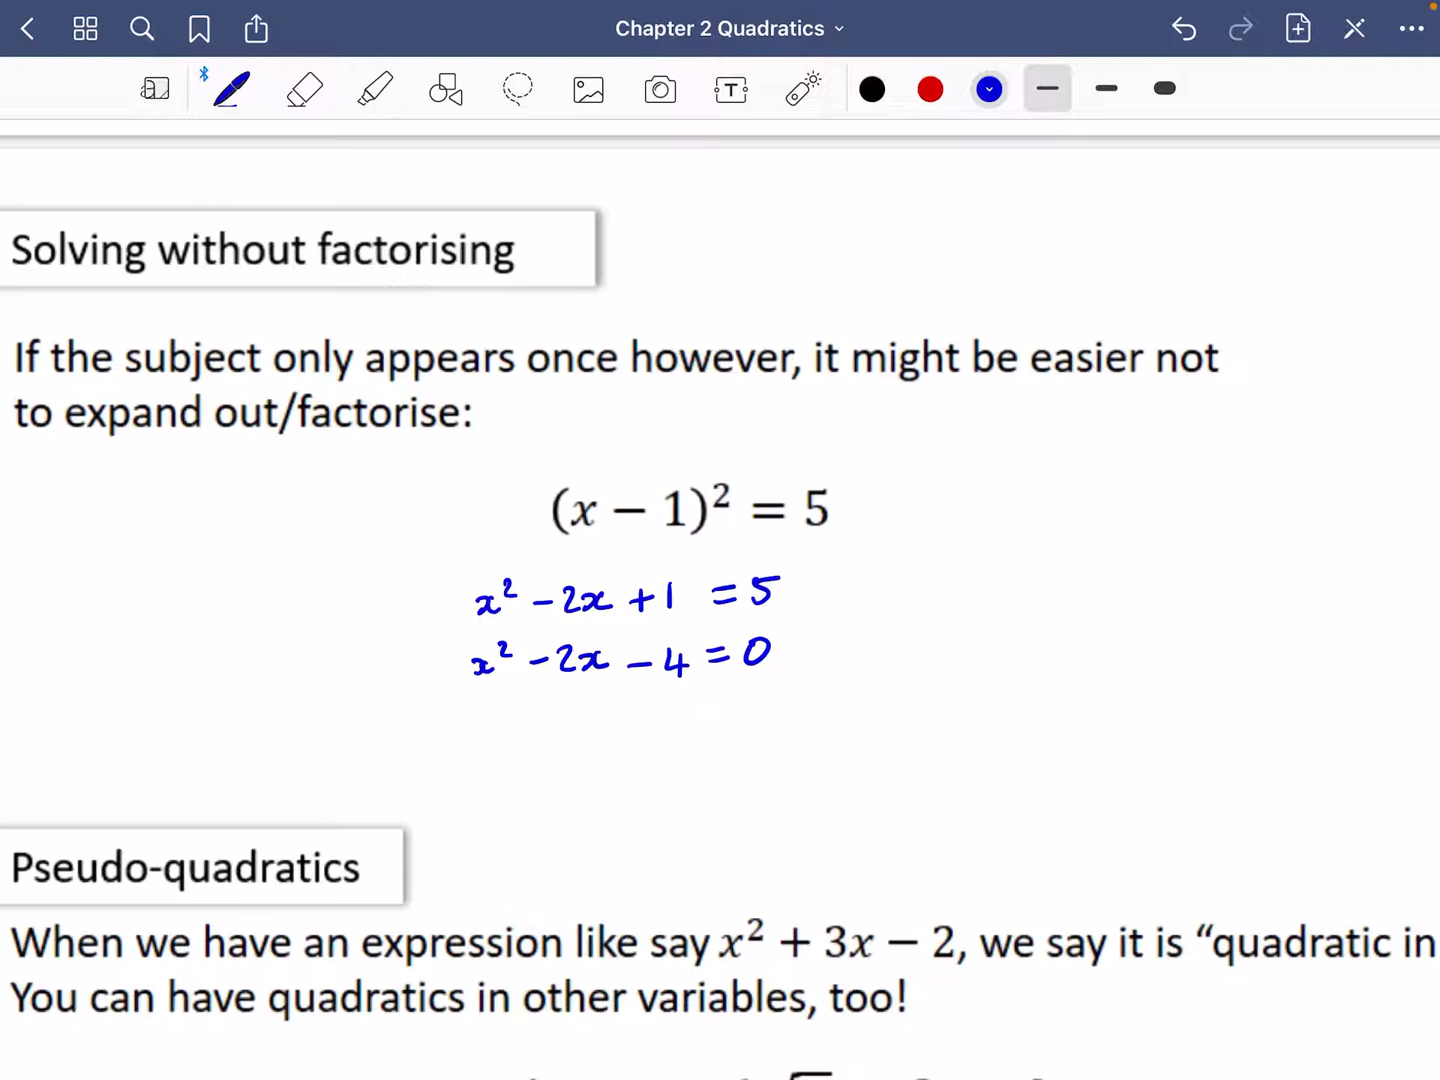 Chapter 2 Quadratics
Solving without factorising
If the subject only appears once however, it might be easier not
to expand out/factorise:
(x − 1)² = 5
x² − 2x + 1 = 5
x² − 2x − 4 = 0
Pseudo-quadratics
When we have an expression like say x² + 3x − 2, we say it is “quadratic in
You can have quadratics in other variables, too!